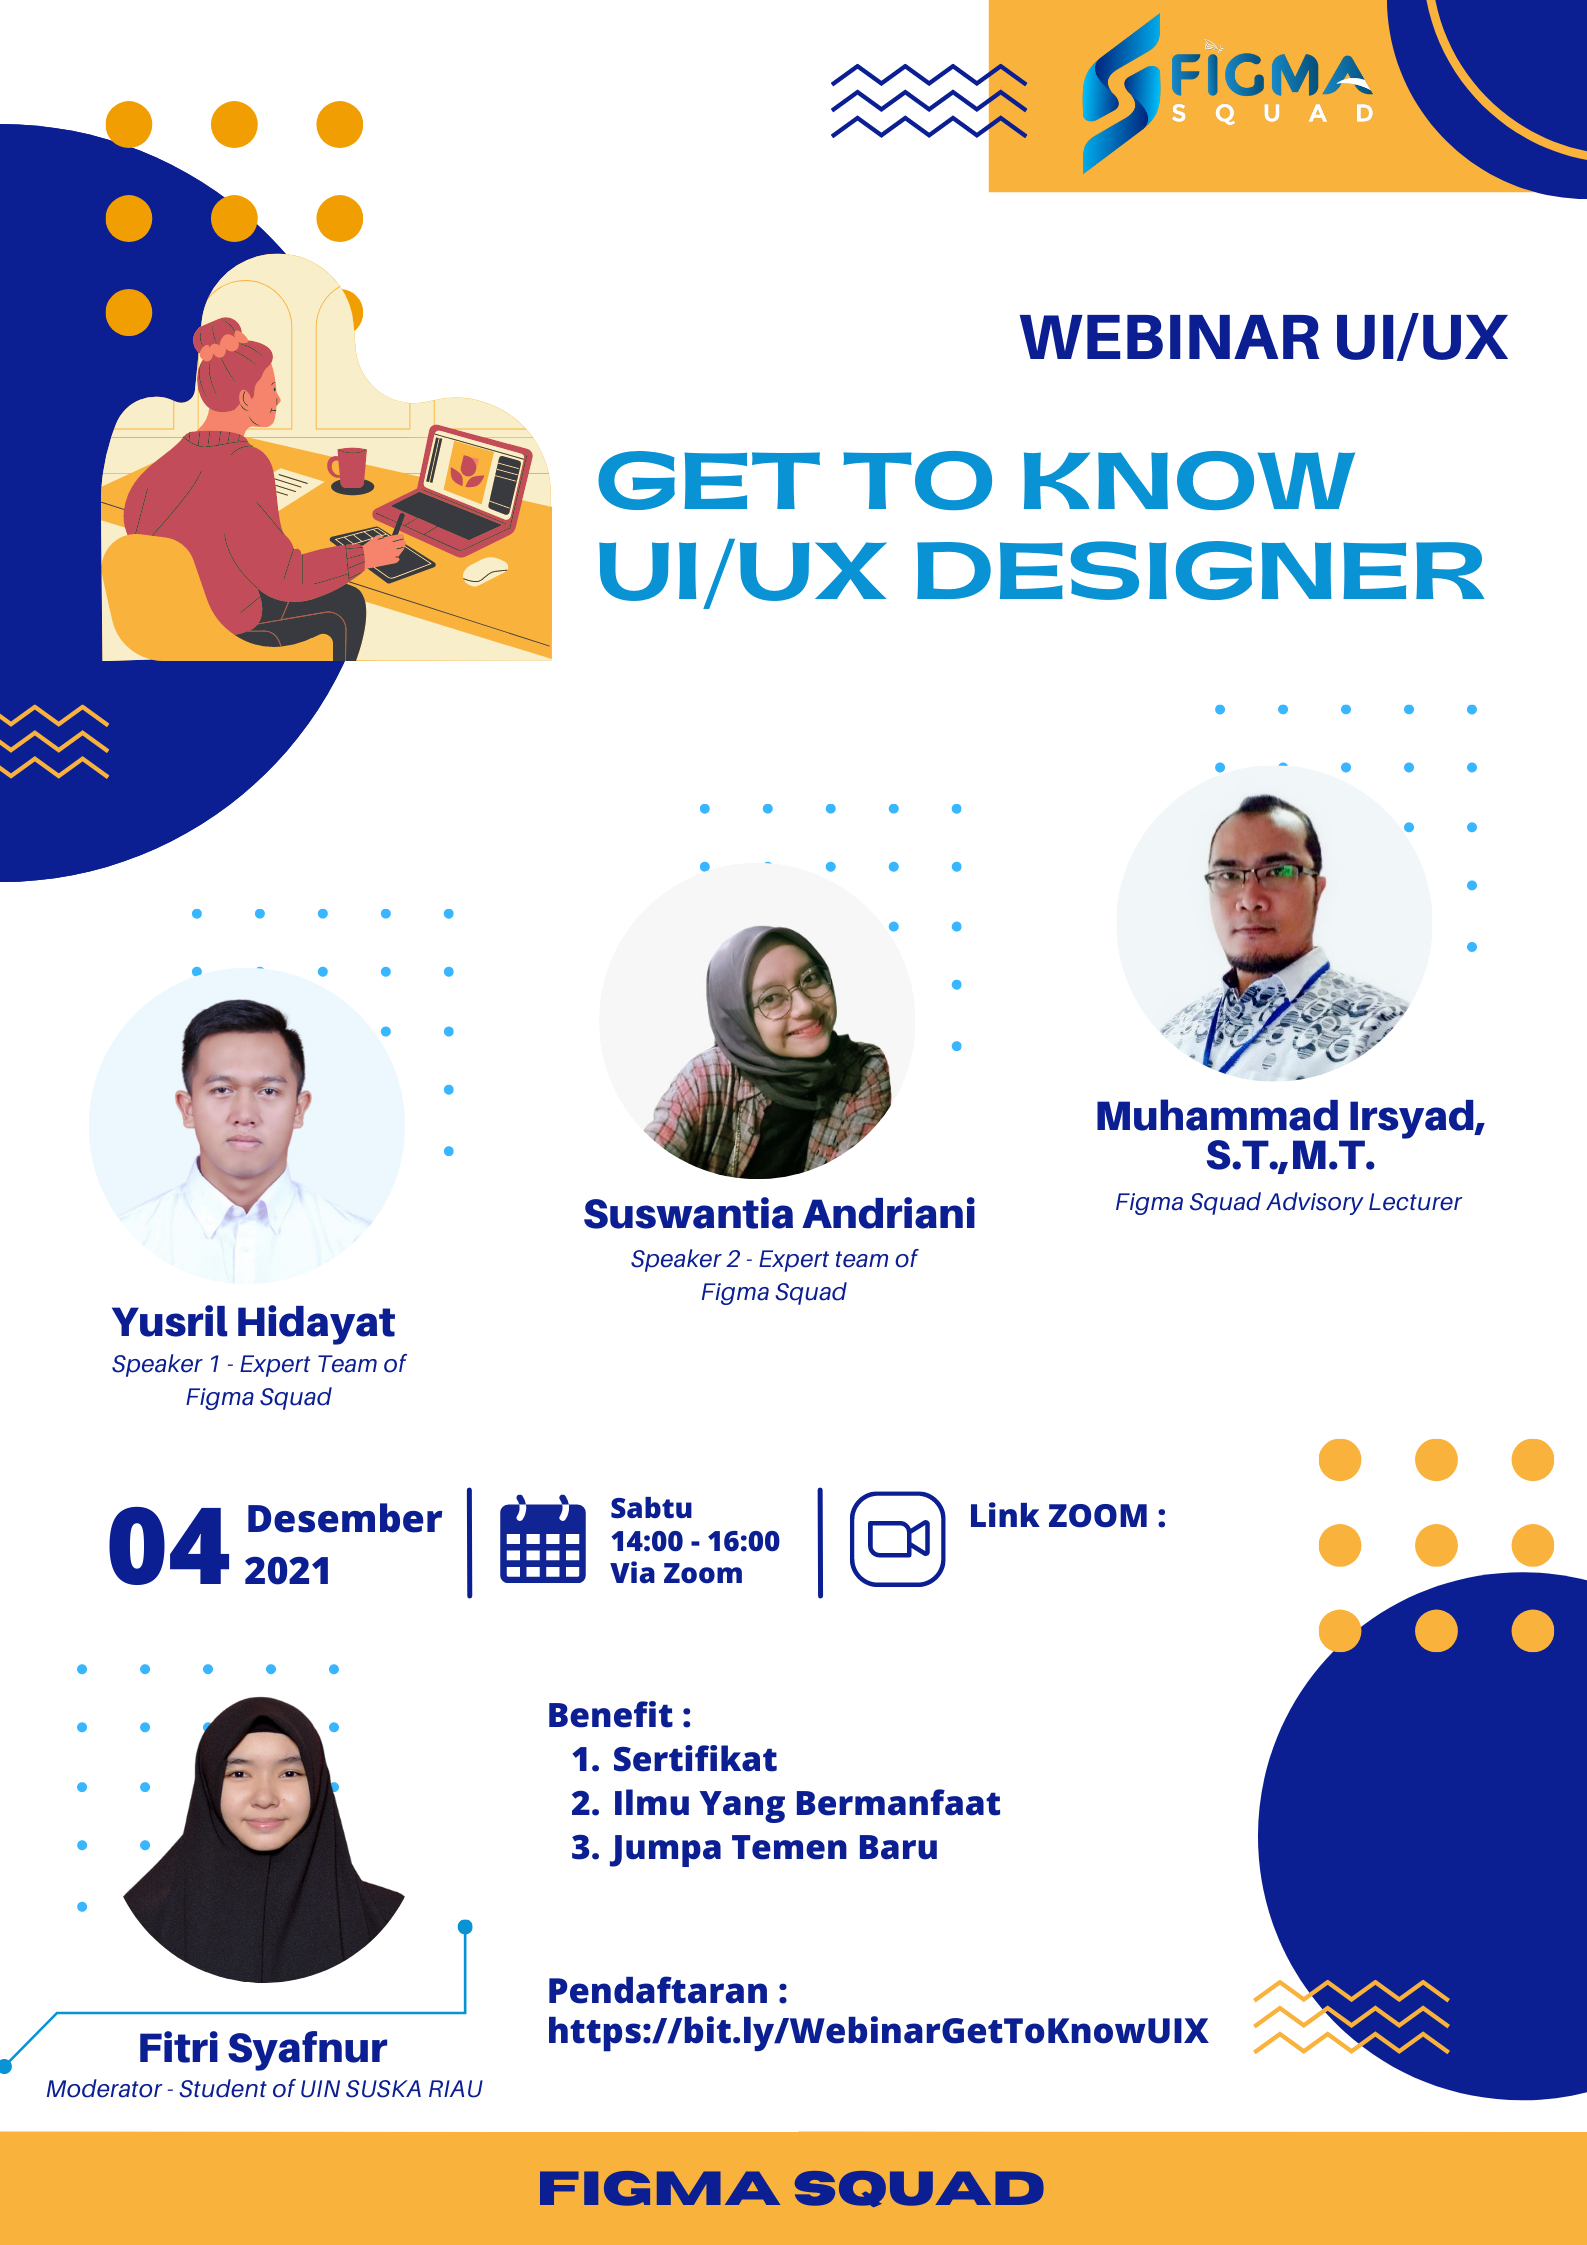 FIGMA
SQUAD
WEBINAR UI/UX
GET TO KNOW
UI/UX DESIGNER
Muhammad Irsyad,
S.T.,M.T.
Figma Squad Advisory Lecturer
Suswantia Andriani
Speaker 2 - Expert team of
Figma Squad
Yusril Hidayat
Speaker 1 - Expert Team of
Figma Squad
04 Desember
2021
Sabtu
14:00 - 16:00
Via Zoom
Link ZOOM :
Benefit :
1. Sertifikat
2. Ilmu Yang Bermanfaat
3. Jumpa Temen Baru
Pendaftaran :
https://bit.ly/WebinarGetToKnowUIX
Fitri Syafnur
Moderator - Student of UIN SUSKA RIAU
FIGMA SQUAD